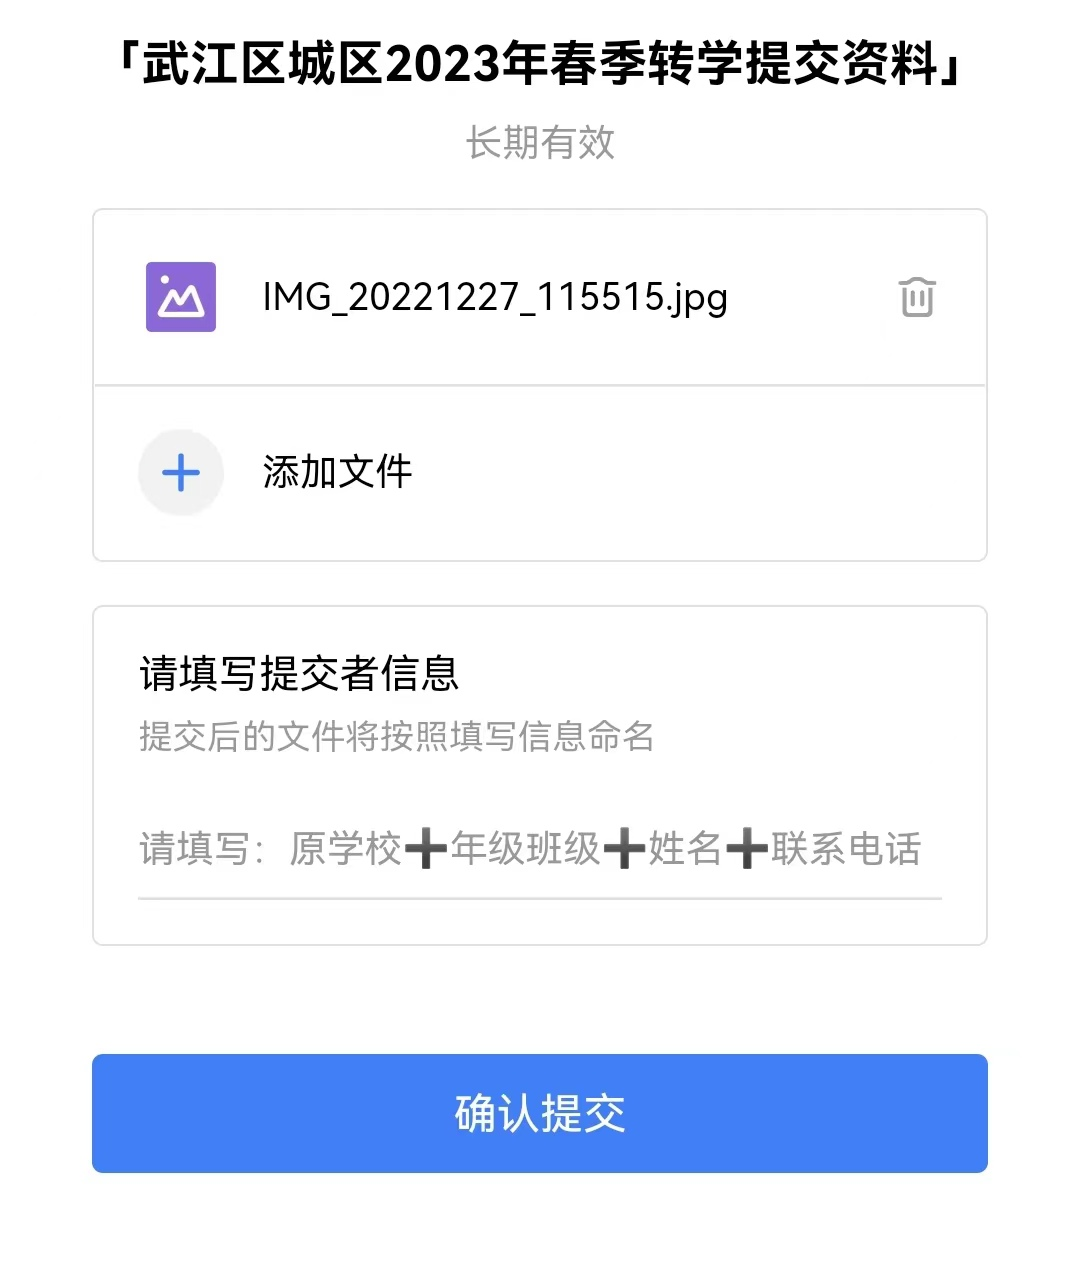 「武江区城区2023年春季转学提交资料」
长期有效
IMG_20221227_115515.jpg
添加文件
请填写提交者信息
提交后的文件将按照填写信息命名
请填写：原学校➕年级班级➕姓名➕联系电话
确认提交